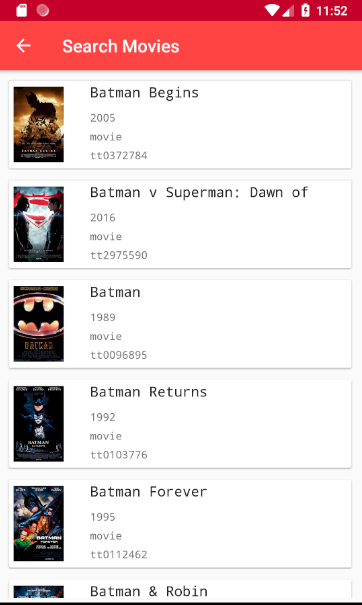 11:52
Search Movies
Batman Begins
2005
movie
tt0372784
Batman v Superman: Dawn of
2016
movie
tt2975590
Batman
1989
movie
tt0096895
Batman Returns
1992
movie
tt0103776
Batman Forever
1995
movie
tt0112462
Batman & Robin